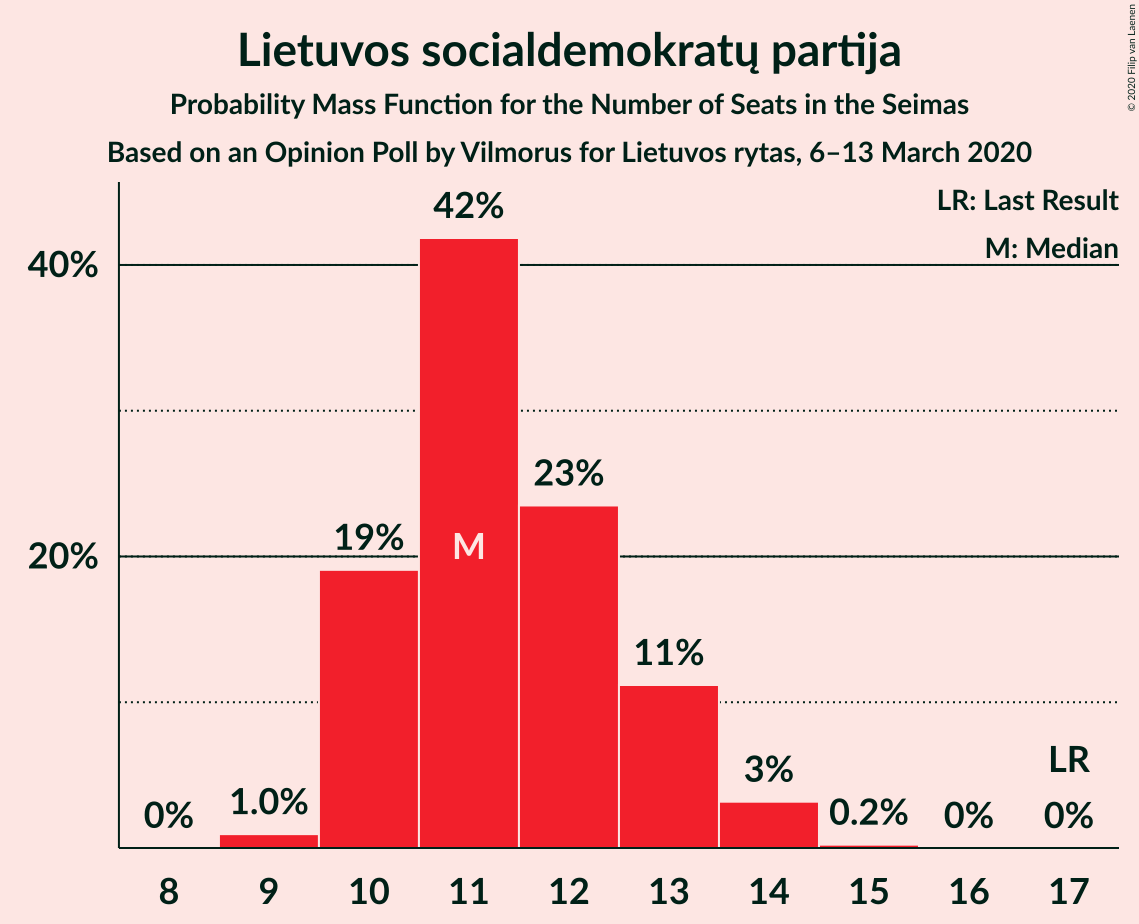 Lietuvos socialdemokratų partija
Probability Mass Function for the Number of Seats in the Seimas
Based on an Opinion Poll by Vilmorus for Lietuvos rytas, 6–13 March 2020
© 2020 Filip van Laenen
LR: Last Result
M: Median
40%
20%
0%
1.0%
19%
42%
M
23%
11%
3%
0.2%
0%
LR
0%
8 9 10 11 12 13 14 15 16 17